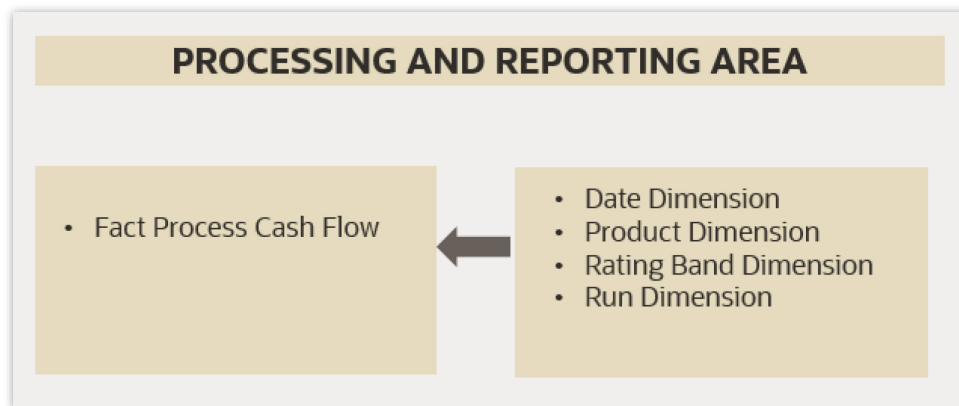 PROCESSING AND REPORTING AREA
• Fact Process Cash Flow
• Date Dimension
• Product Dimension
• Rating Band Dimension
• Run Dimension